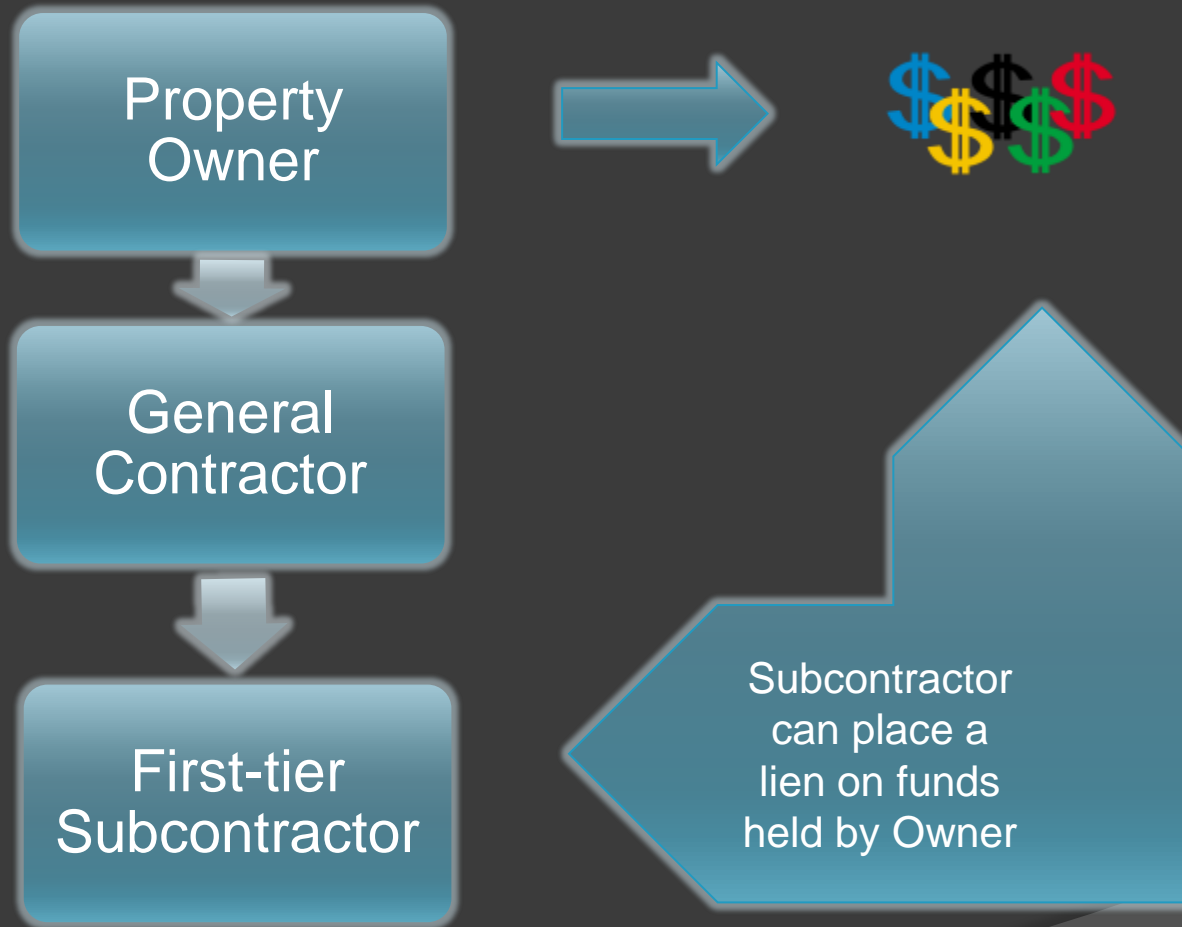 Property
Owner
$$$$$
General
Contractor
First-tier
Subcontractor
Subcontractor
can place a
lien on funds
held by Owner